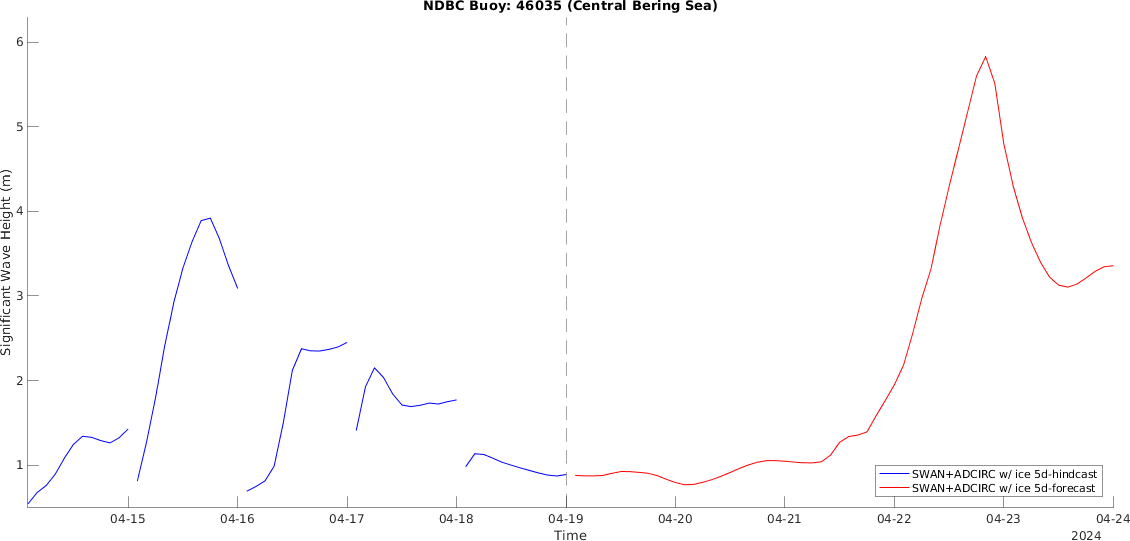 NDBC Buoy: 46035 (Central Bering Sea)
6
5
4
3
2
1
Significant Wave Height (m)
SWAN+ADCIRC w/ ice 5d-hindcast
SWAN+ADCIRC w/ ice 5d-forecast
04-15 04-16 04-17 04-18 04-19 04-20 04-21 04-22 04-23 04-24
Time
2024